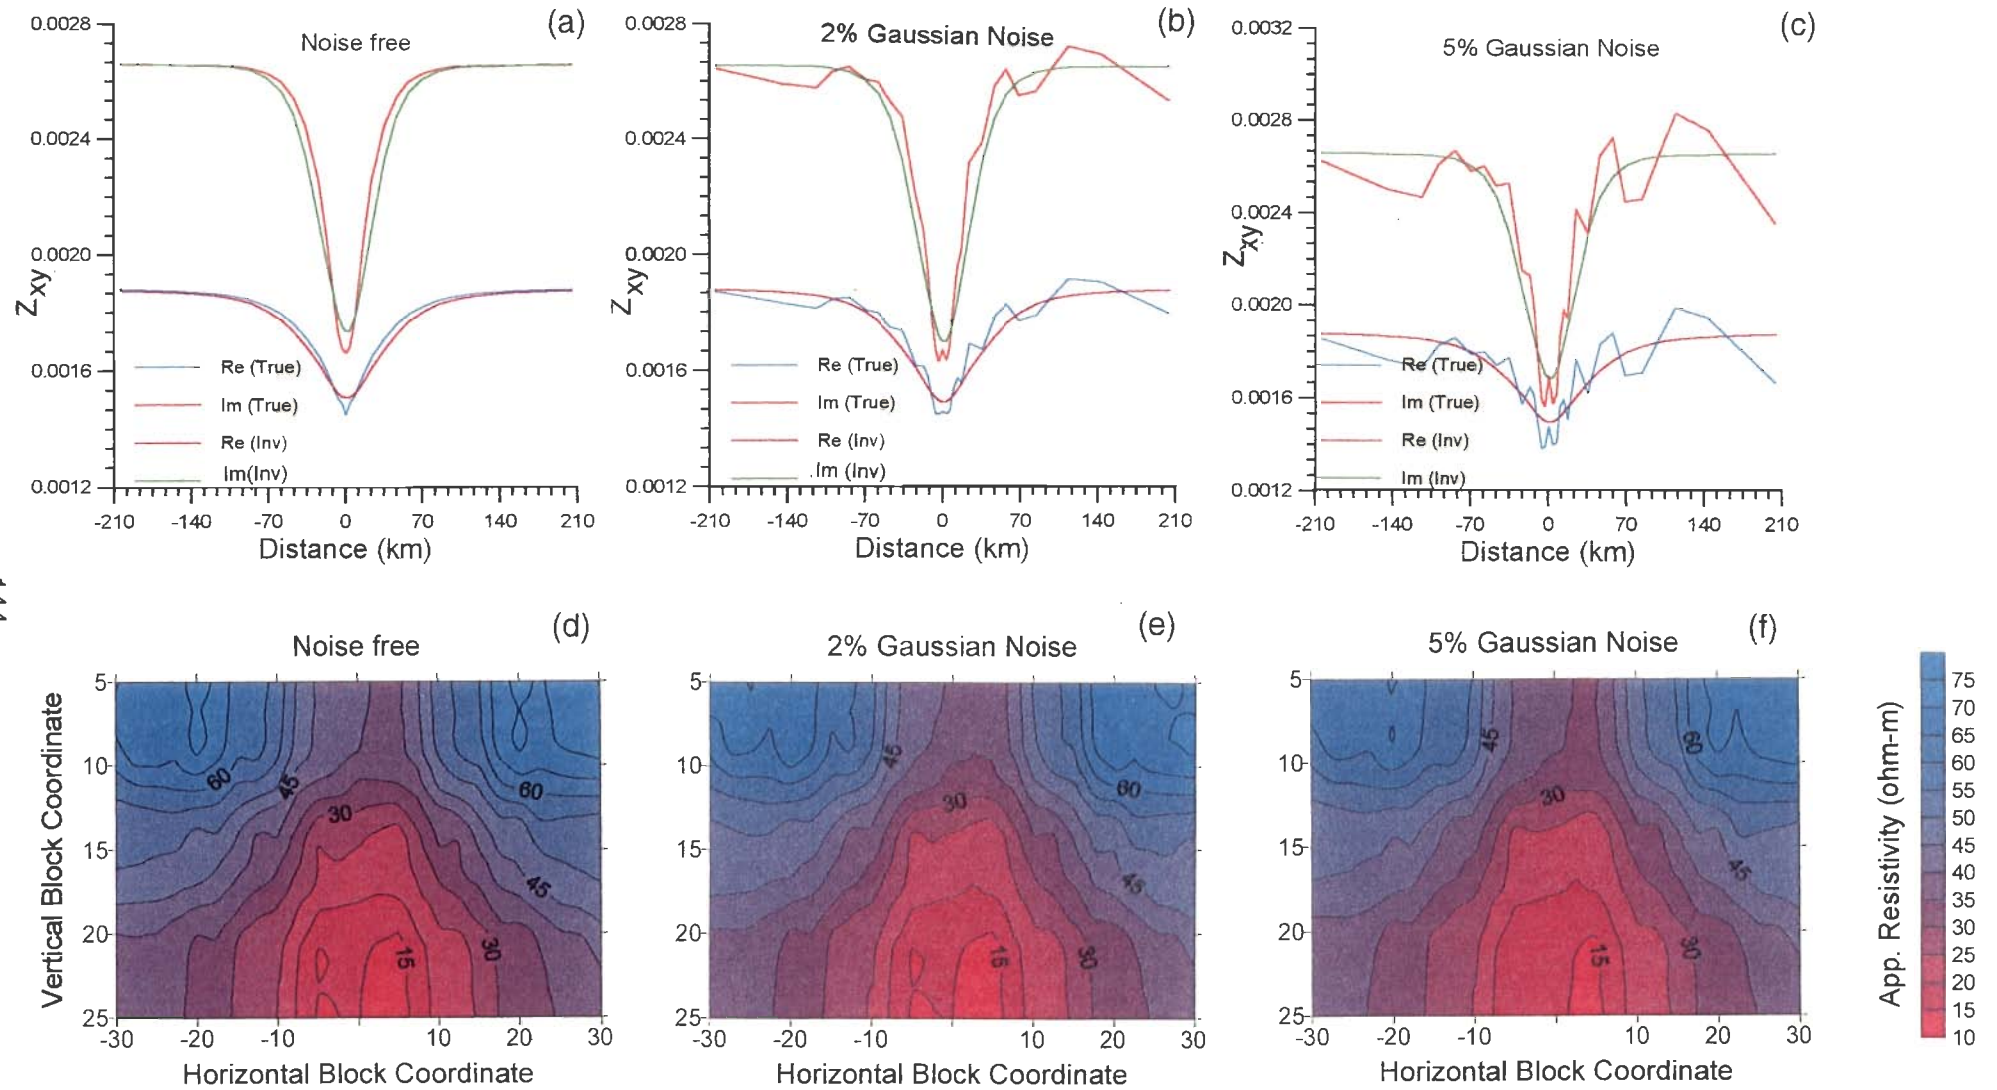 (a)
Noise free
0.0028
0.0024
0.0020
0.0016
0.0012
Zxy
Re (True)
Im (True)
Re (Inv)
Im(Inv)
-210 -140 -70 0 70 140 210
Distance (km)
(b)
2% Gaussian Noise
0.0028
0.0024
0.0020
0.0016
0.0012
Zxy
Re (True)
Im (True)
Re (Inv)
.Im (Inv)
-210 -140 -70 0 70 140 210
Distance (km)
(c)
5% Gaussian Noise
0.0032
0.0028
0.0024
0.0020
0.0016
0.0012
Zxy
Re (True)
Im (True)
Re (Inv)
Im (Inv)
-210 -140 -70 0 70 140 210
Distance (km)
(d)
Noise free
Vertical Block Coordinate
5
10
15
20
25
60
45
30
60
45
15
30
-30 -20 -10 10 20 30
Horizontal Block Coordinate
(e)
2% Gaussian Noise
5
10
15
20
25
45
30
60
45
15
30
-30 -20 -10 10 20 30
Horizontal Block Coordinate
(f)
5% Gaussian Noise
5
10
15
20
25
45
60
30
45
15
30
-30 -20 -10 10 20 30
Horizontal Block Coordinate
App. Resistivity (ohm-m)
75
70
65
60
55
50
45
40
35
30
25
20
15
10